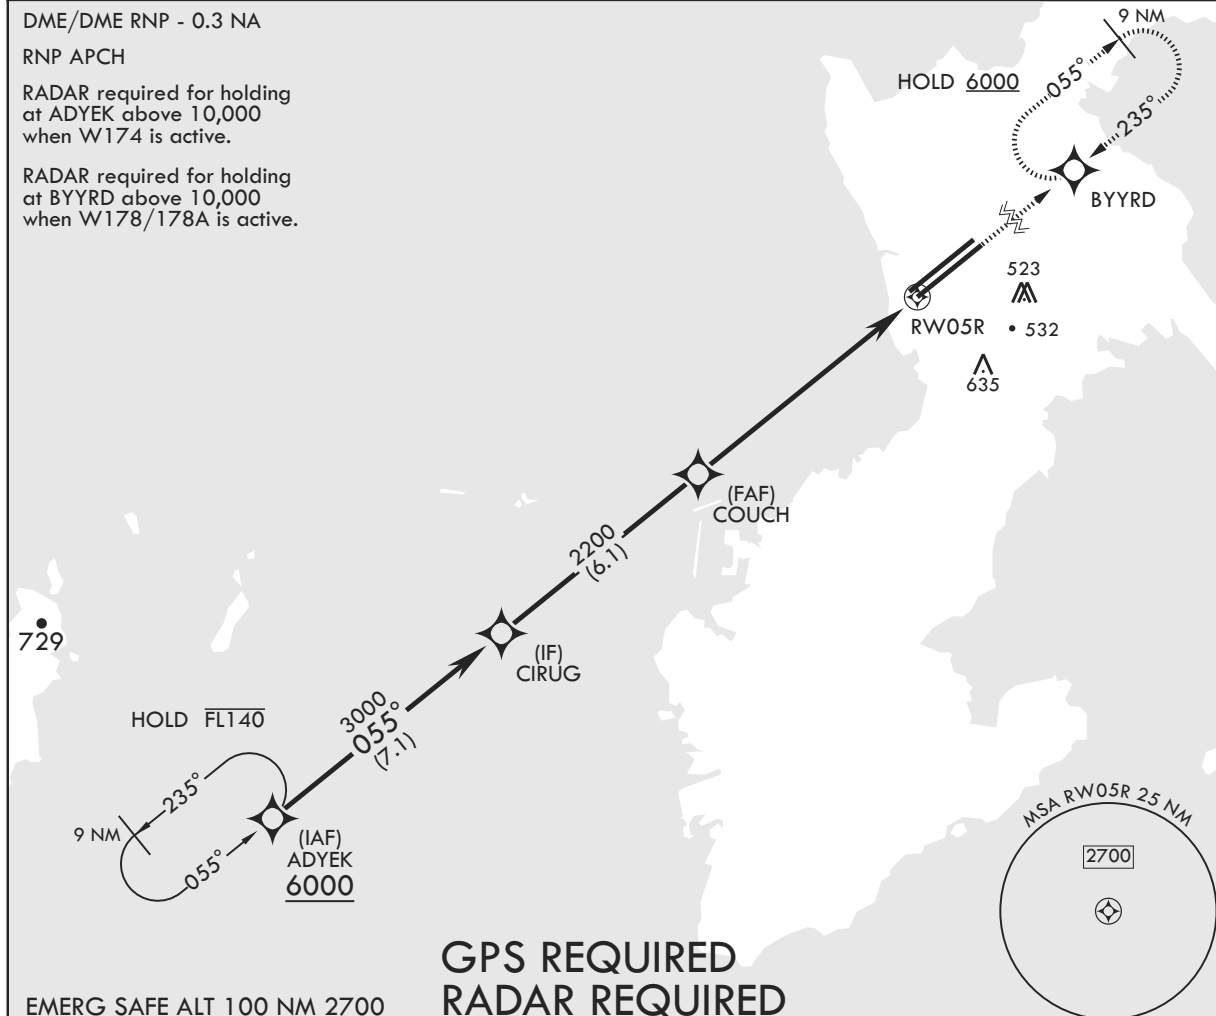 DME/DME RNP - 0.3 NA
RNP APCH
RADAR required for holding
at ADYEK above 10,000
when W174 is active.
RADAR required for holding
at BYYRD above 10,000
when W178/178A is active.
9 NM
HOLD 6000
055°
235°
BYYRD
523
RW05R
532
635
(FAF)
COUCH
2200
(6.1)
729
(IF)
CIRUG
HOLD FL140
3000
055°
(7.1)
235°
9 NM
055°
(IAF)
ADYEK
6000
MSA RW05R 25 NM
2700
GPS REQUIRED
RADAR REQUIRED
EMERG SAFE ALT 100 NM 2700